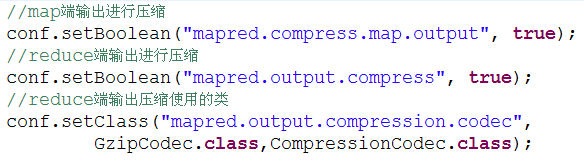 //map端输出进行压缩
conf.setBoolean("mapred.compress.map.output", true);
//reduce端输出进行压缩
conf.setBoolean("mapred.output.compress", true);
//reduce端输出压缩使用的类
conf.setClass("mapred.output.compression.codec",
GzipCodec.class,CompressionCodec.class);